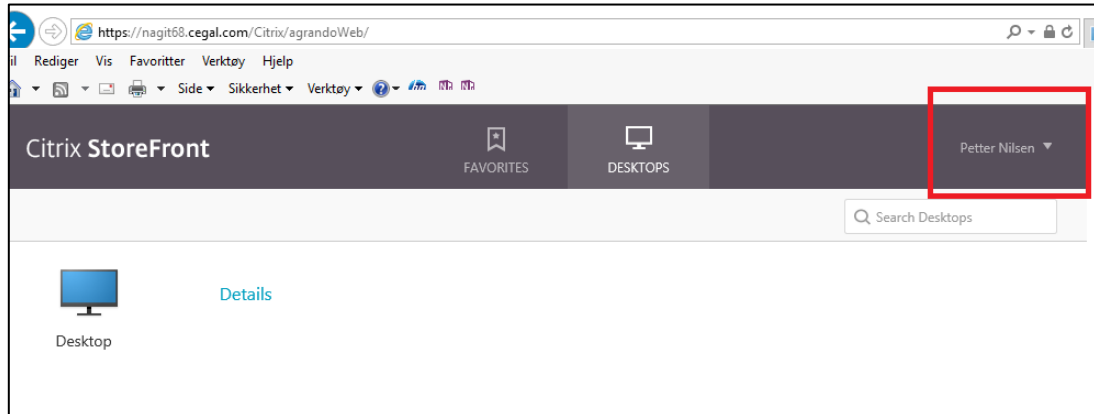 https://nagit68.cegal.com/Citrix/agrandoWeb/
il Rediger Vis Favoritter Verktøy Hjelp
Side Sikkerhet Verktøy
Citrix StoreFront
FAVORITES
DESKTOPS
Petter Nilsen
Search Desktops
Details
Desktop